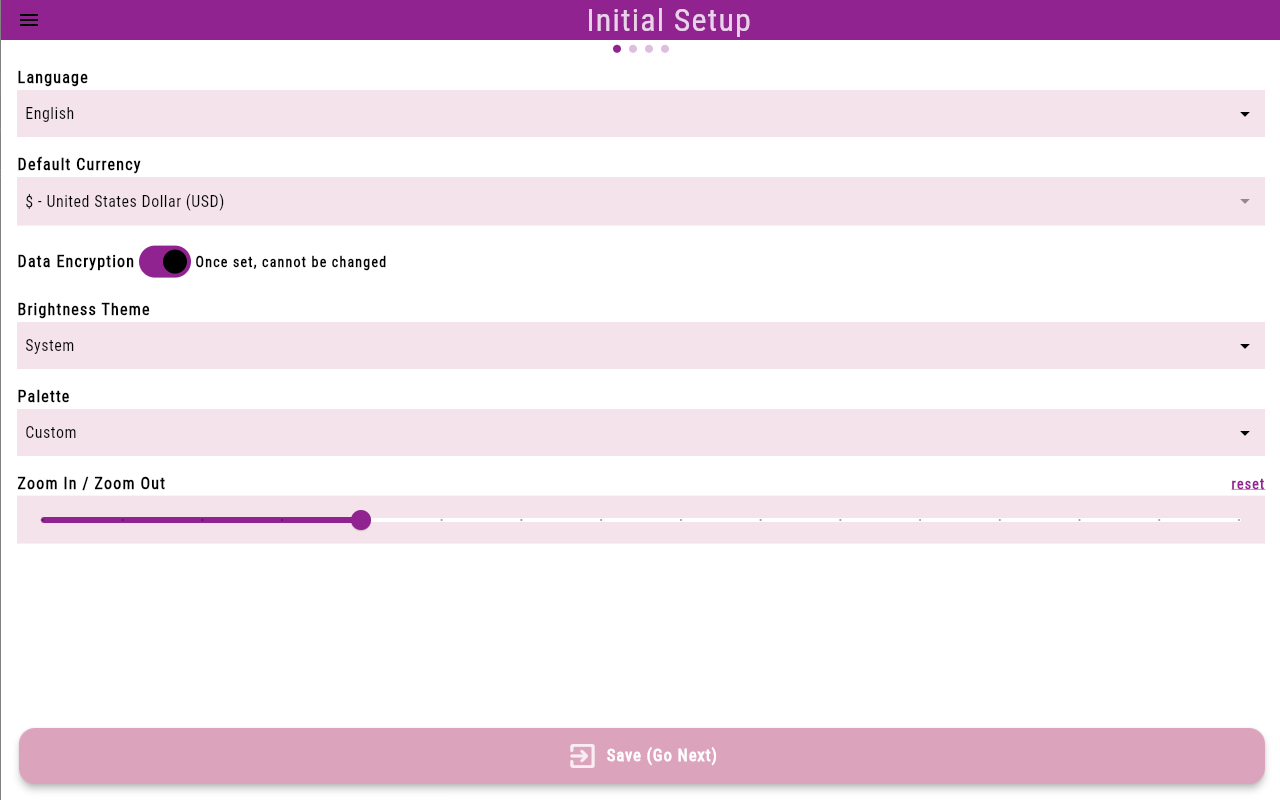 Initial Setup
Language
English
Default Currency
$ - United States Dollar (USD)
Data Encryption Once set, cannot be changed
Brightness Theme
System
Palette
Custom
Zoom In / Zoom Out reset
Save (Go Next)